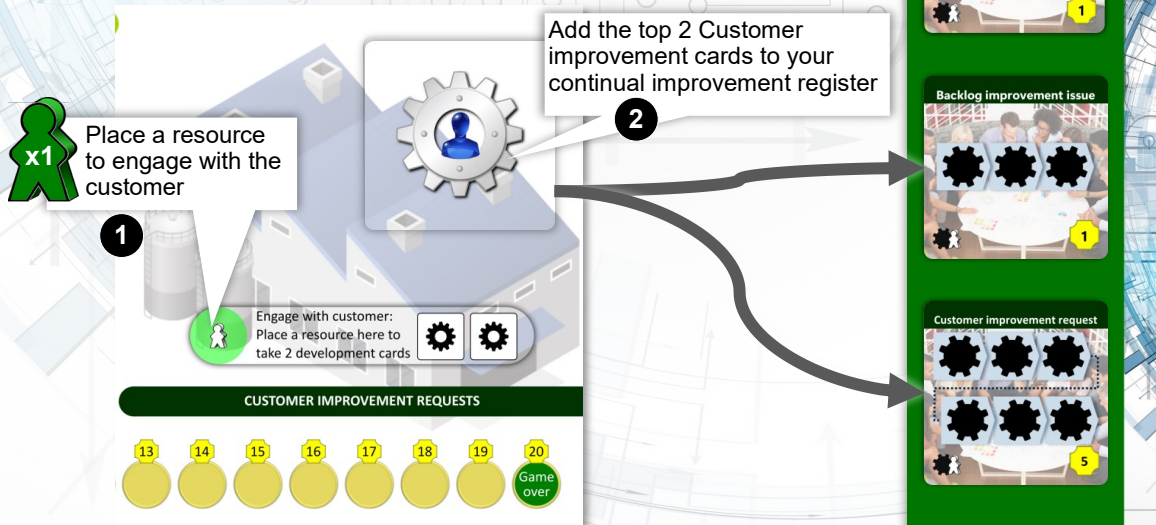 Add the top 2 Customer
improvement cards to your
continual improvement register
2
x1
Place a resource
to engage with the
customer
1
Engage with customer:
Place a resource here to
take 2 development cards
CUSTOMER IMPROVEMENT REQUESTS
13 14 15 16 17 18 19 20
Game
over
1
Backlog improvement issue
1
Customer improvement request
5